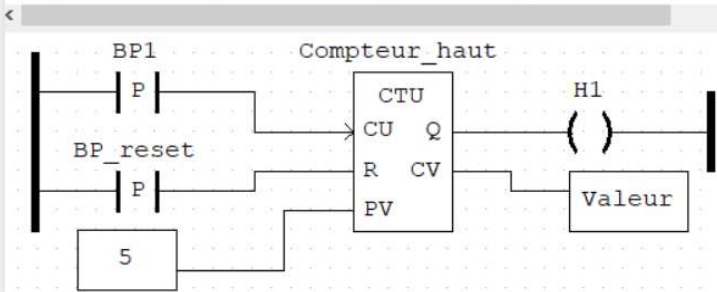 BP1
Compteur_haut
P
CTU
H1
CU Q
BP_reset
P
R CV
Valeur
PV
5